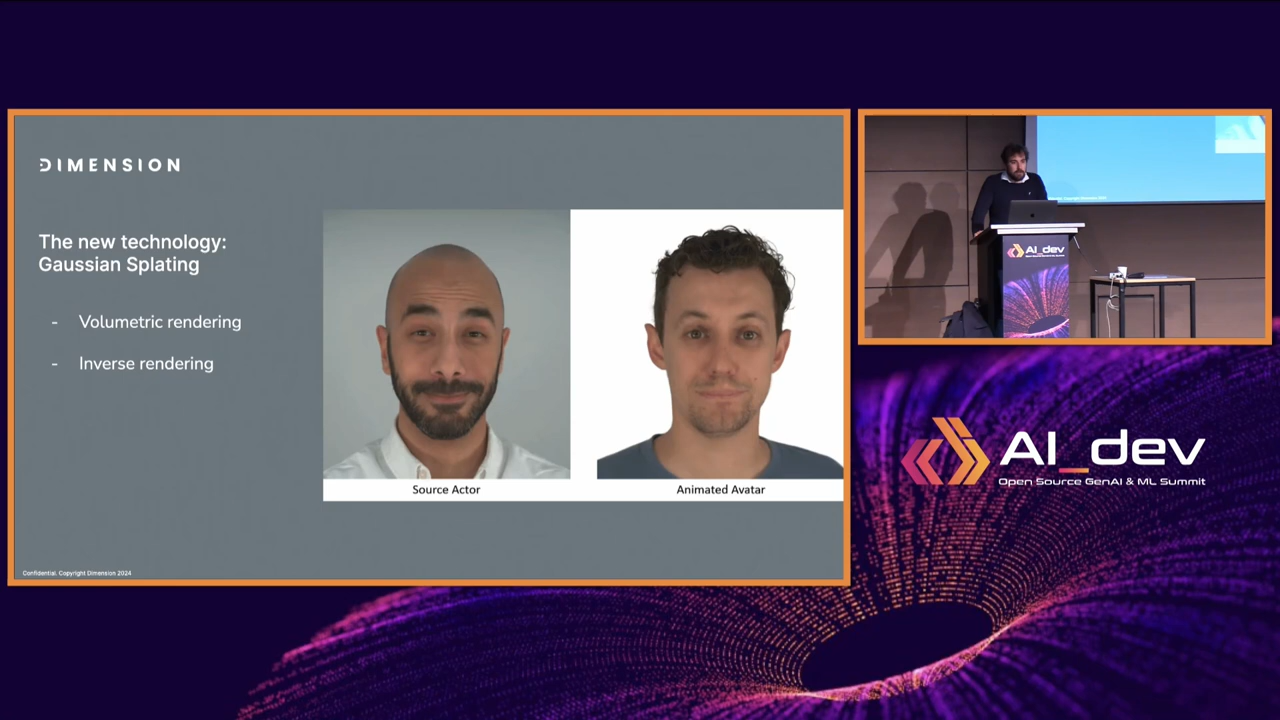 DIMENSION
The new technology:
Gaussian Splating
- Volumetric rendering
- Inverse rendering
Source Actor
Animated Avatar
Confidential. Copyright Dimension 2024
AI_dev
AI_dev
Open Source GenAI & ML Summit